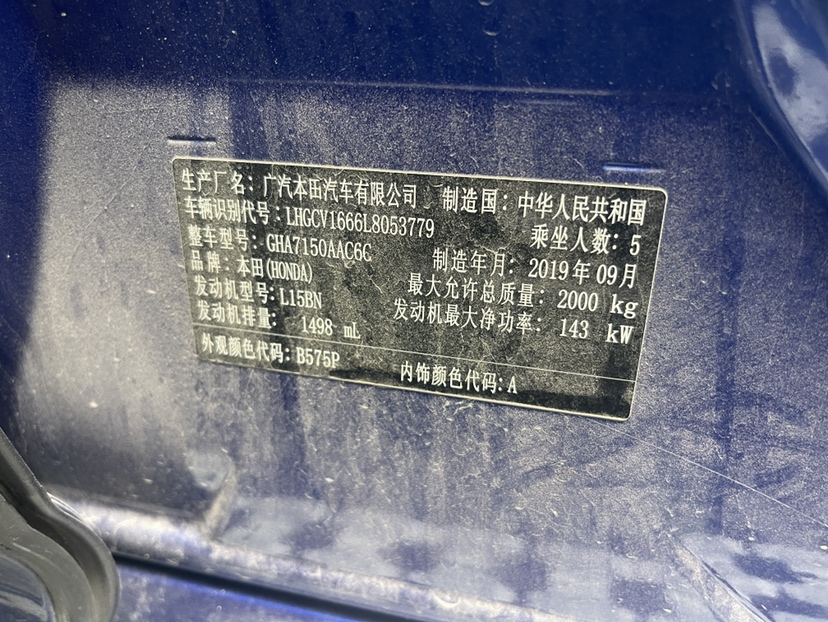 生产厂名：广汽本田汽车有限公司 制造国：中华人民共和国
车辆识别代号：LHGCV1666L8053779 乘坐人数：5
整车型号：GHA7150AAC6C 制造年月：2019年09月
品牌：本田(HONDA) 最大允许总质量：2000 kg
发动机型号：L15BN 发动机最大净功率：143 kW
发动机排量： 1498 mL
外观颜色代码：B575P 内饰颜色代码：A